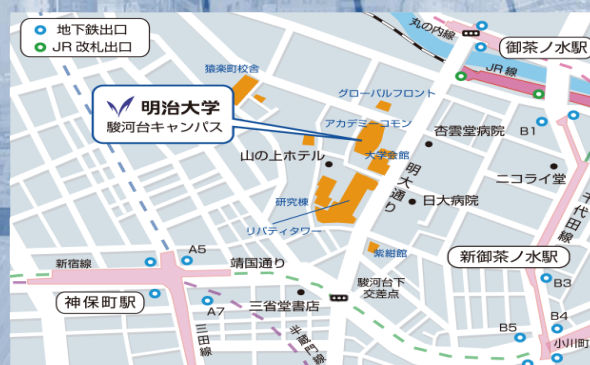 地下鉄出口
JR 改札出口
丸の内線
御茶ノ水駅
JR 線
猿楽町校舎
明治大学
駿河台キャンパス
グローバルフロント
アカデミーコモン
杏雲堂病院
B1
山の上ホテル
大学会館
明大通り
ニコライ堂
千代田線
研究棟
日大病院
リバティタワー
紫紺館
新御茶ノ水駅
新宿線
A5
靖国通り
駿河台下
交差点
B3
神保町駅
A7
三省堂書店
三田線
半蔵門線
B4
B5
小川町